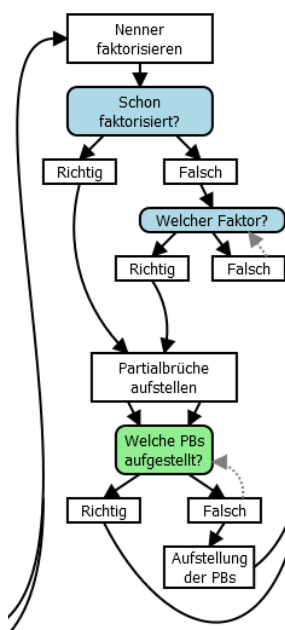 Nenner
faktorisieren
Schon
faktorisiert?
Richtig
Falsch
Welcher Faktor?
Richtig
Falsch
Partialbrüche
aufstellen
Welche PBs
aufgestellt?
Richtig
Falsch
Aufstellung
der PBs